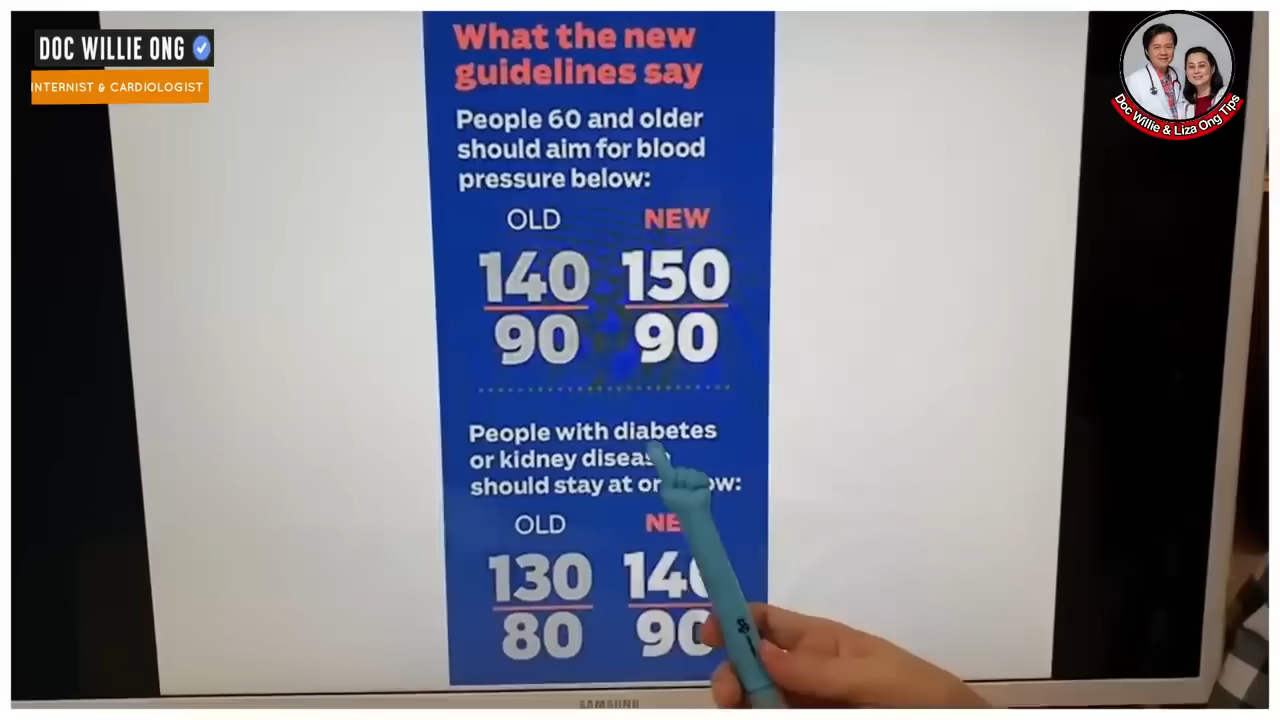 DOC WILLIE ONG
INTERNIST & CARDIOLOGIST
Doc Willie & Liza Ong Tips
What the new
guidelines say
People 60 and older
should aim for blood
pressure below:
OLD NEW
140 150
90 90
People with diabetes
or kidney
should stay at or
OLD
130
80 90
SAMSUNG